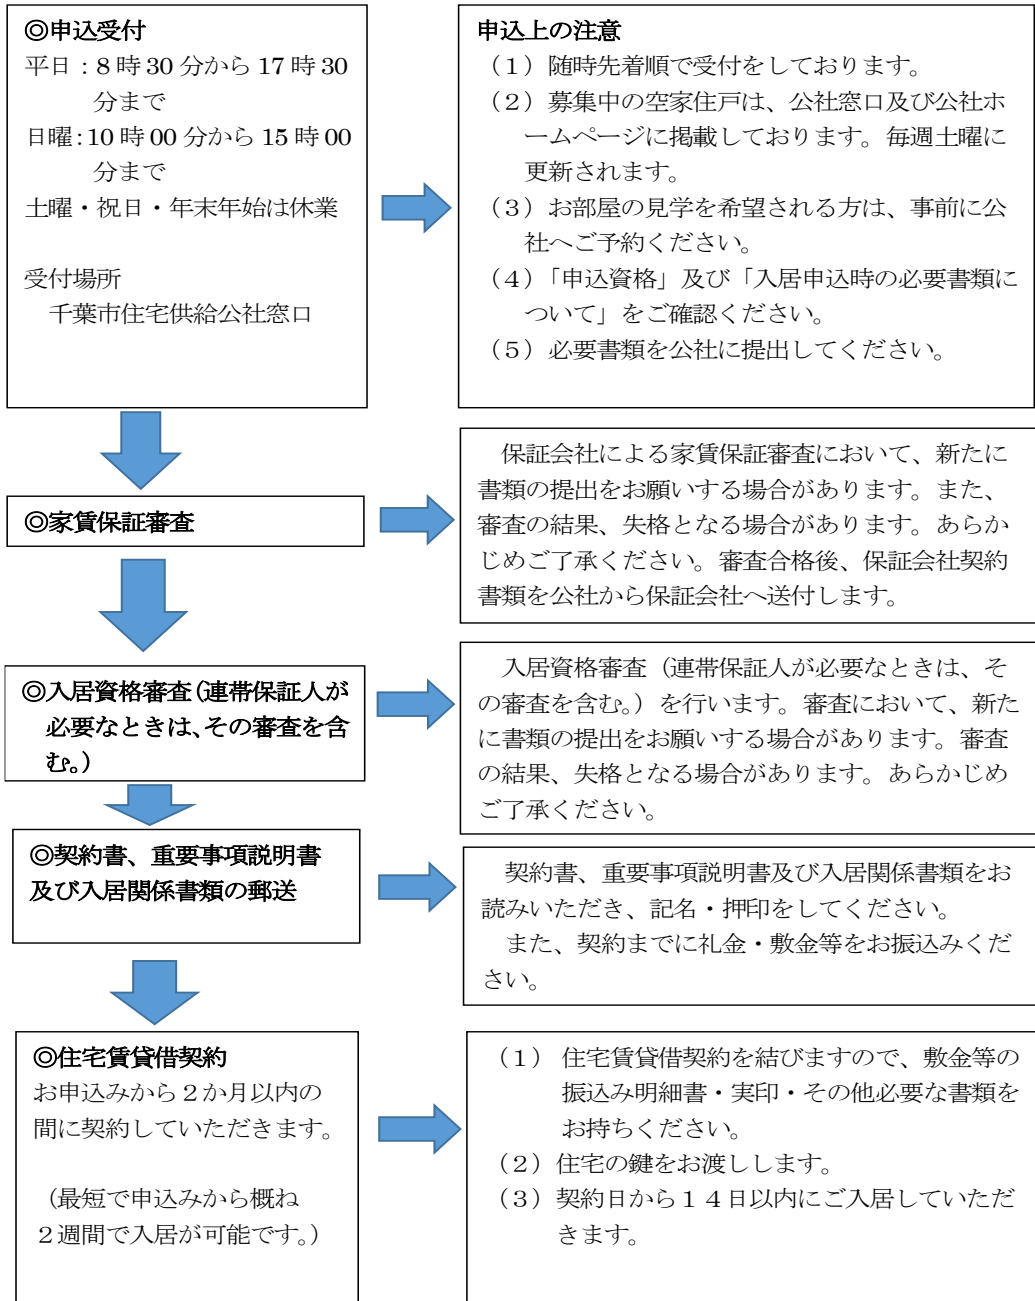 ◎申込受付
平日：8時30分から17時30
分まで
日曜：10時00分から15時00
分まで
土曜・祝日・年末年始は休業
受付場所
千葉市住宅供給公社窓口
申込上の注意
（1）随時先着順で受付をしております。
（2）募集中の空家住戸は、公社窓口及び公社ホ
ームページに掲載しております。毎週土曜に
更新されます。
（3）お部屋の見学を希望される方は、事前に公
社へご予約ください。
（4）「申込資格」及び「入居申込時の必要書類に
ついて」をご確認ください。
（5）必要書類を公社に提出してください。
◎家賃保証審査
保証会社による家賃保証審査において、新たに
書類の提出をお願いする場合があります。また、
審査の結果、失格となる場合があります。あらか
じめご了承ください。審査合格後、保証会社契約
書類を公社から保証会社へ送付します。
◎入居資格審査（連帯保証人が
必要なときは、その審査を含
む。）
入居資格審査（連帯保証人が必要なときは、そ
の審査を含む。）を行います。審査において、新た
に書類の提出をお願いする場合があります。審査
の結果、失格となる場合があります。あらかじめ
ご了承ください。
◎契約書、重要事項説明書
及び入居関係書類の郵送
契約書、重要事項説明書及び入居関係書類をお
読みいただき、記名・押印をしてください。
また、契約までに礼金・敷金等をお振込みくだ
さい。
◎住宅賃貸借契約
お申込みから２か月以内の
間に契約していただきます。
（最短で申込みから概ね
２週間で入居が可能です。）
（1） 住宅賃貸借契約を結びますので、敷金等の
振込み明細書・実印・その他必要な書類を
お持ちください。
（2）住宅の鍵をお渡しします。
（3）契約日から１４日以内にご入居していただ
きます。